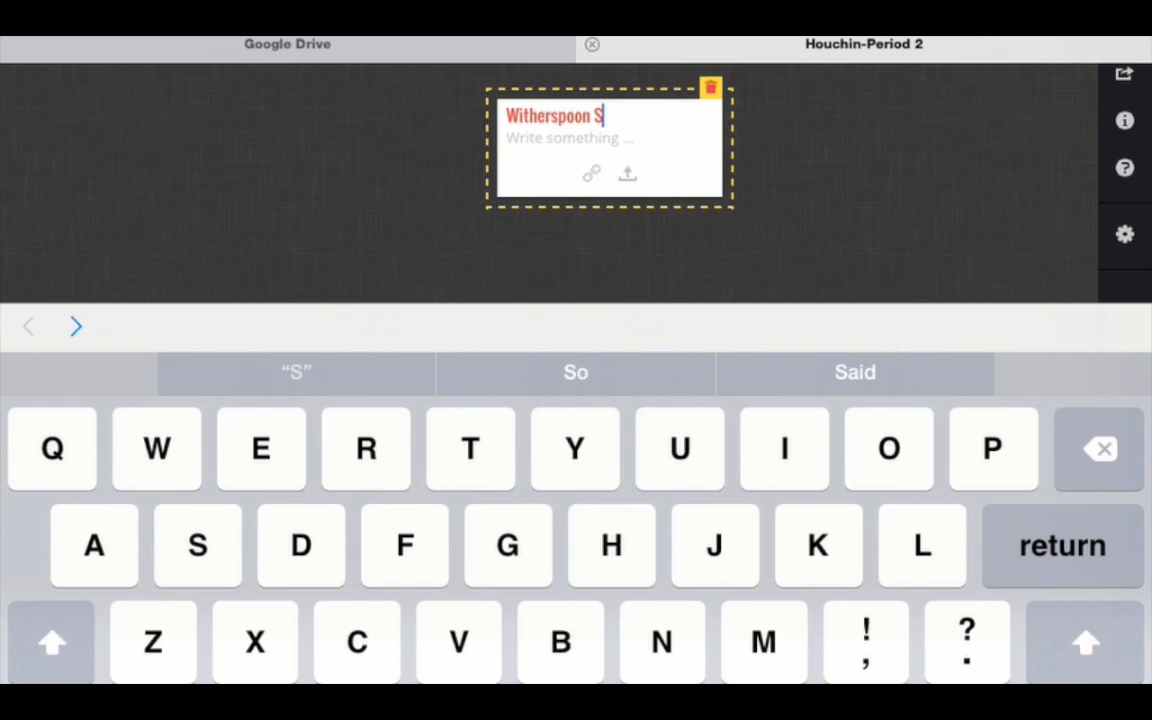 Google Drive
Houchin-Period 2
Witherspoon S
Write something ...
“S”
So
Said
Q W E R T Y U I O P
A S D F G H J K L return
Z X C V B N M ! ?
, .